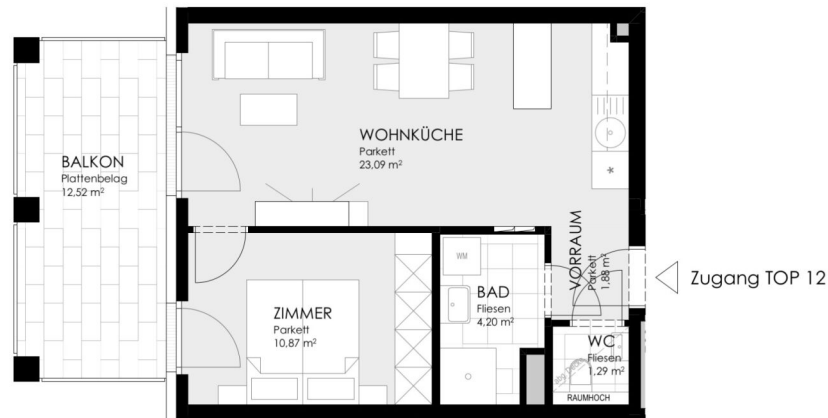 WOHNKÜCHE
Parkett
23,09 m²
BALKON
Plattenbelag
12,52 m²
*
VORRAUM
Parkett
1,88 m²
Zugang TOP 12
WM
BAD
Fliesen
4,20 m²
ZIMMER
Parkett
10,87 m²
WC
Fliesen
1,29 m²
RAUMHOCH